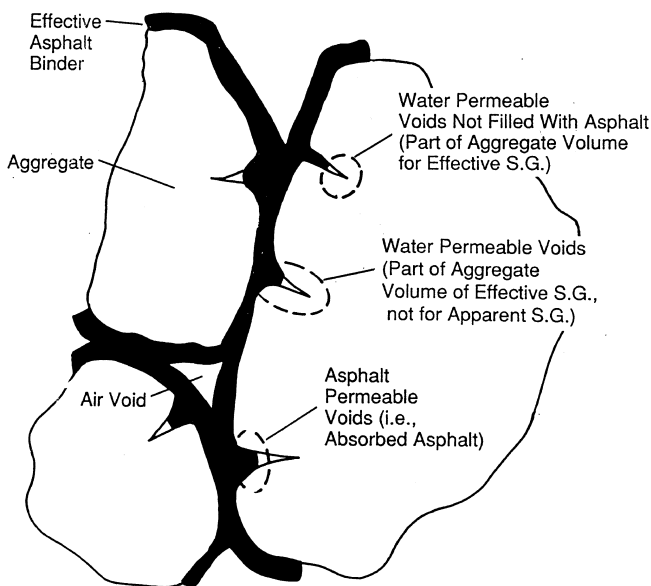 Effective
Asphalt
Binder
Aggregate
Water Permeable
Voids Not Filled With Asphalt
(Part of Aggregate Volume
for Effective S.G.)
Water Permeable Voids
(Part of Aggregate
Volume of Effective S.G.,
not for Apparent S.G.)
Air Void
Asphalt
Permeable
Voids (i.e.,
Absorbed Asphalt)